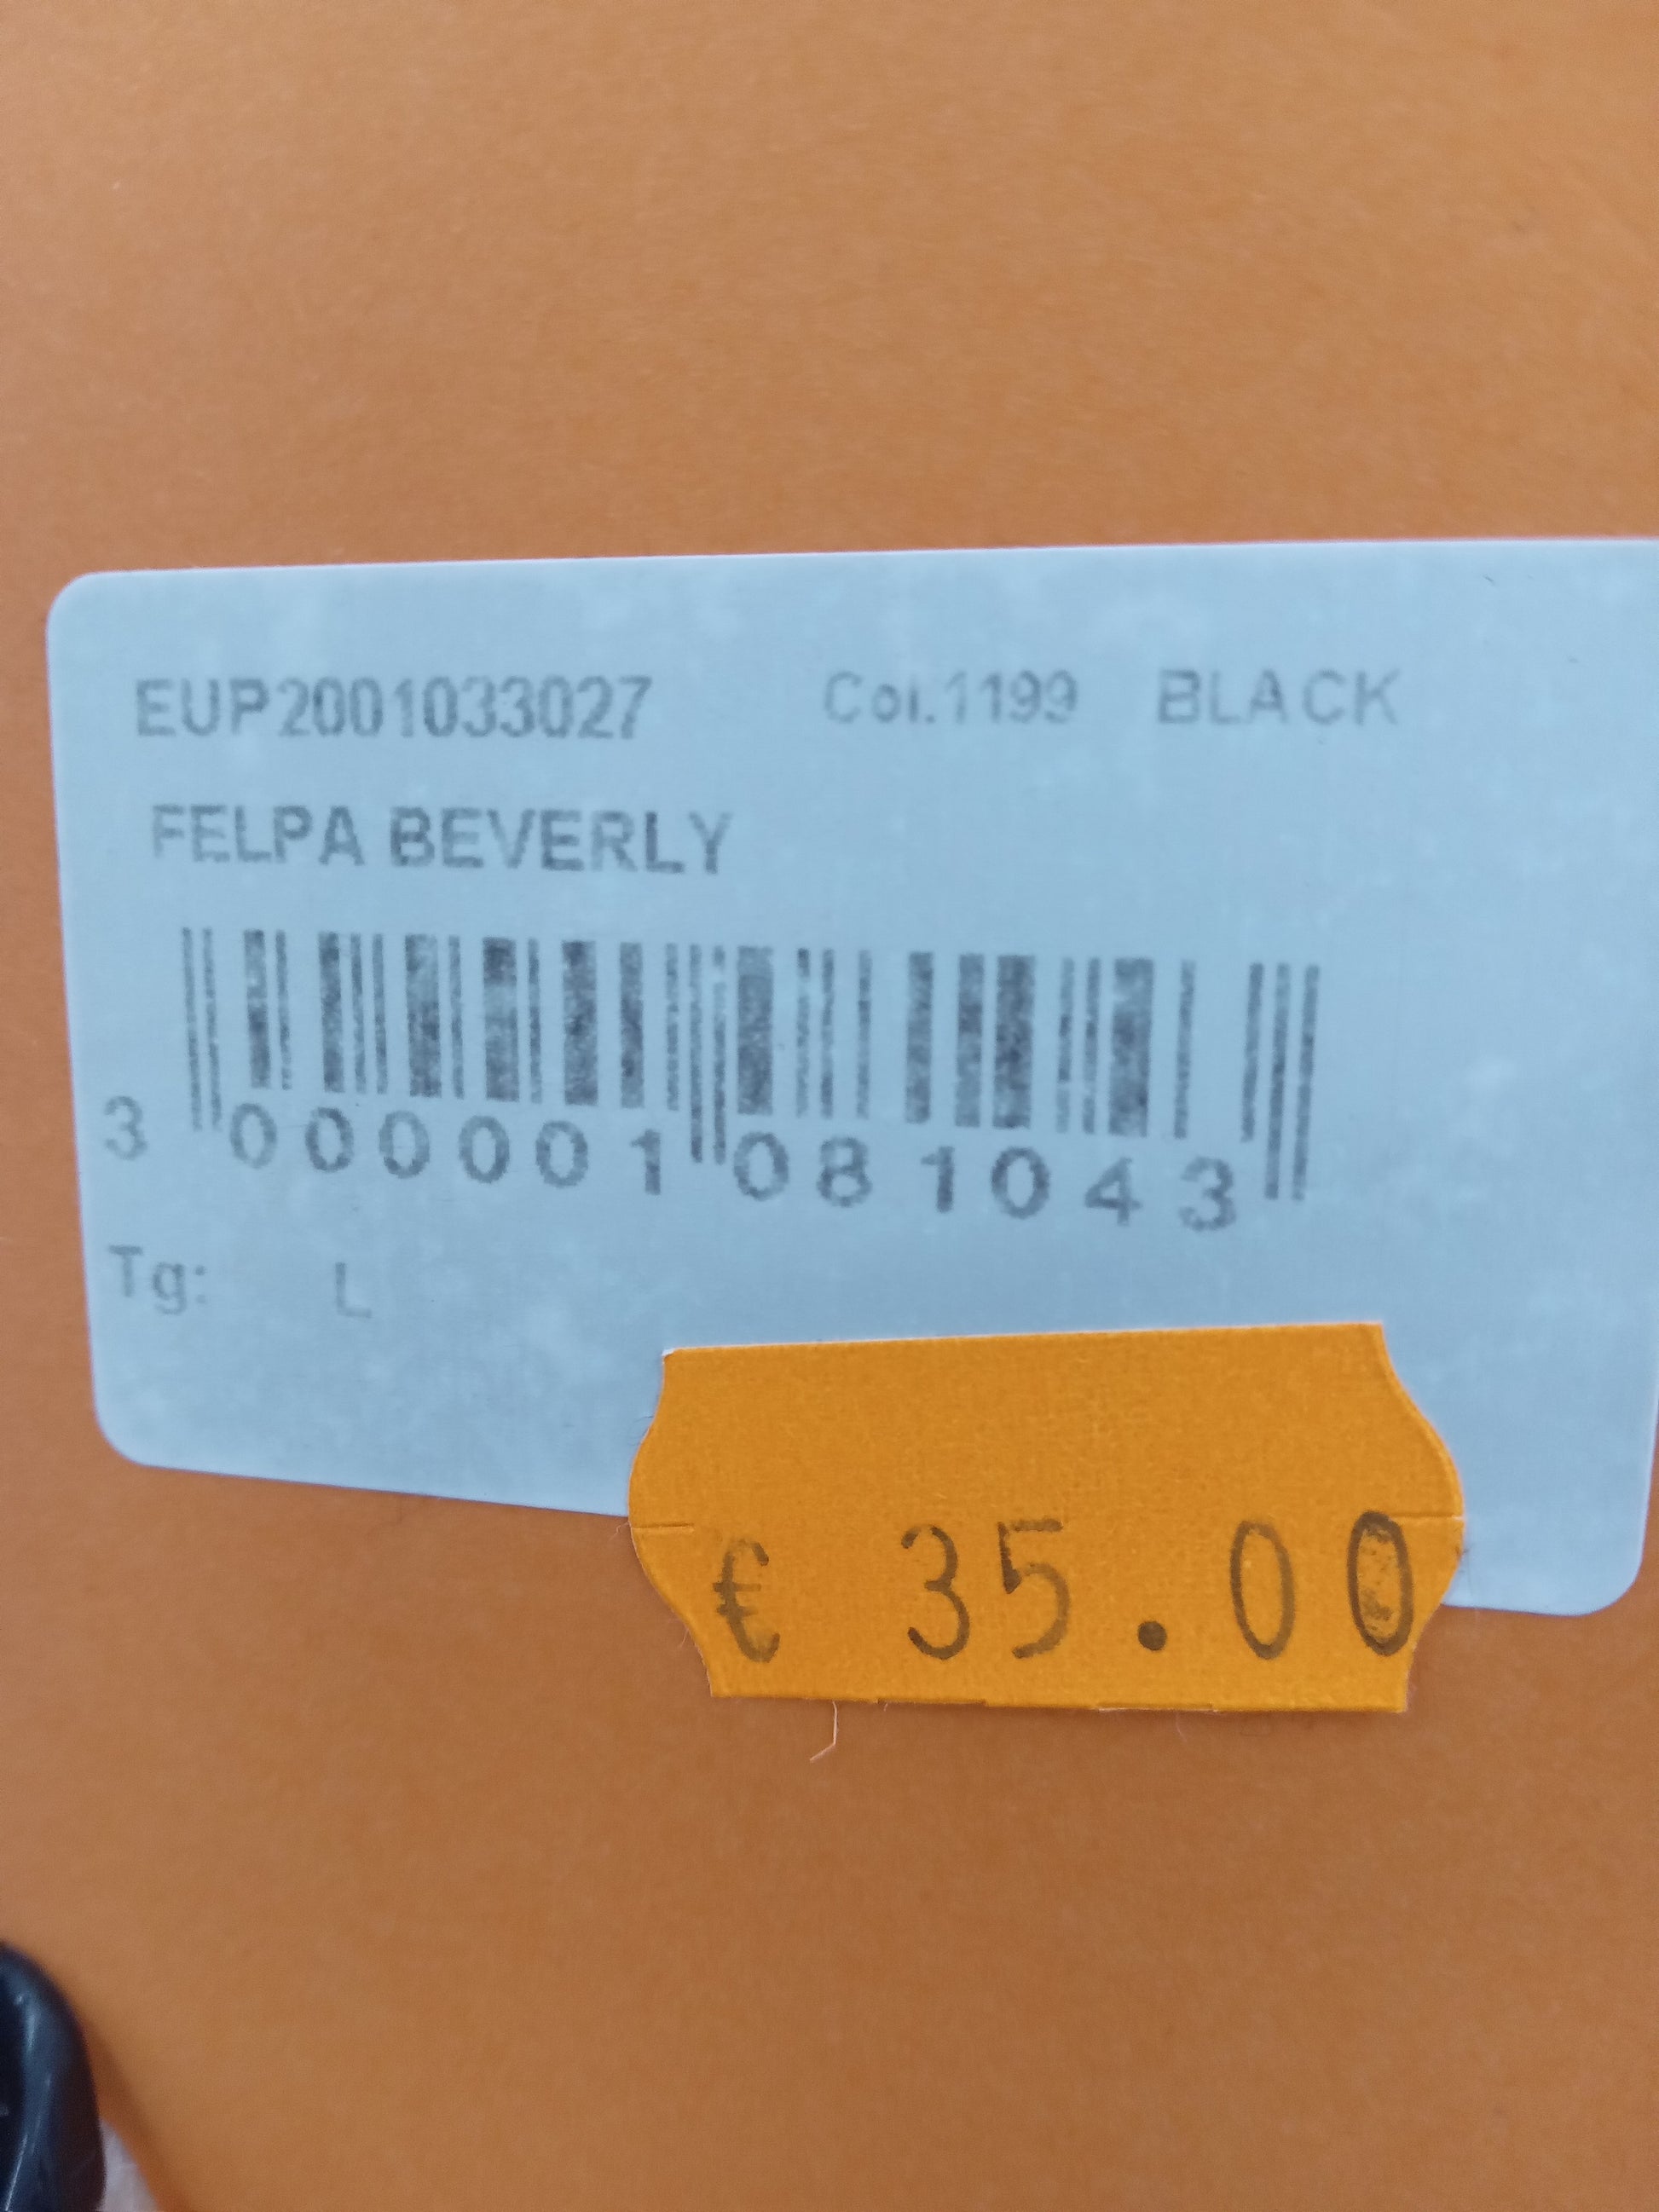 EUP2001033027 Col.1199 BLACK
FELPA BEVERLY
3 000001 081043
Tg: L
€ 35.00